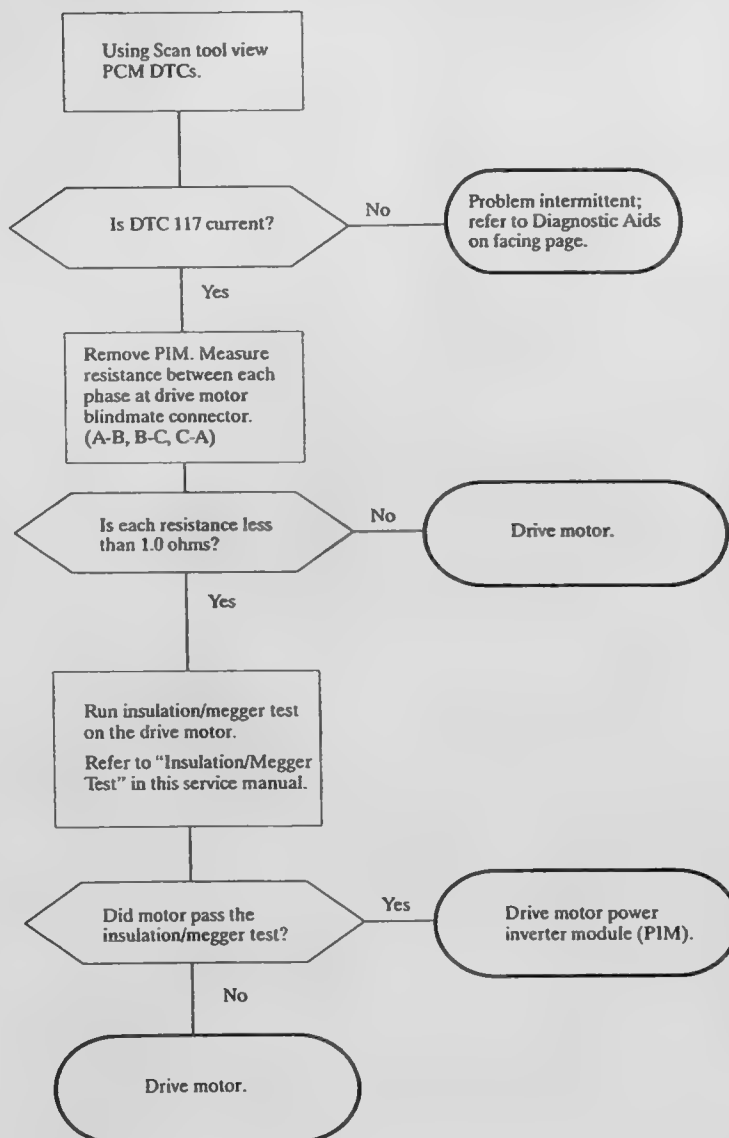 Using Scan tool view
PCM DTCs.
Is DTC 117 current?
No
Problem intermittent;
refer to Diagnostic Aids
on facing page.
Yes
Remove PIM. Measure
resistance between each
phase at drive motor
blindmate connector.
(A-B, B-C, C-A)
Is each resistance less
than 1.0 ohms?
No
Drive motor.
Yes
Run insulation/megger test
on the drive motor.
Refer to “Insulation/Megger
Test” in this service manual.
Did motor pass the
insulation/megger test?
Yes
Drive motor power
inverter module (PIM).
No
Drive motor.